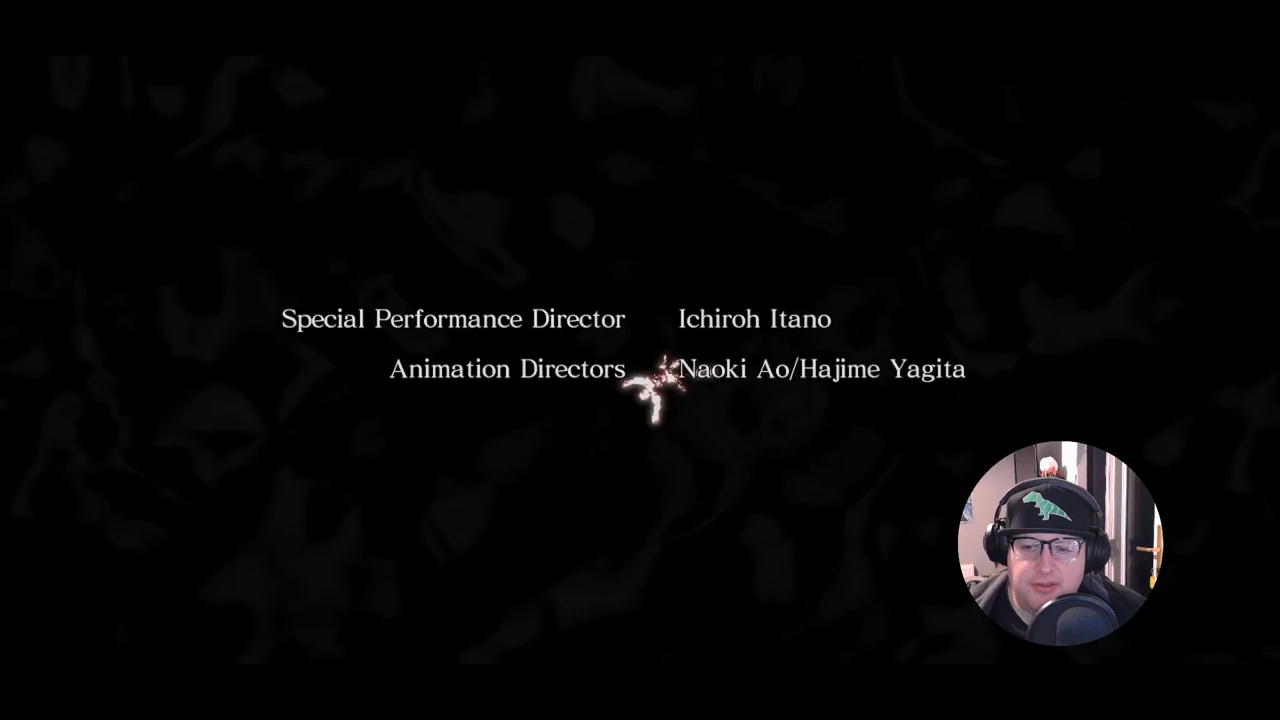 Special Performance Director Ichiroh Itano
Animation Directors Naoki Ao/Hajime Yagita